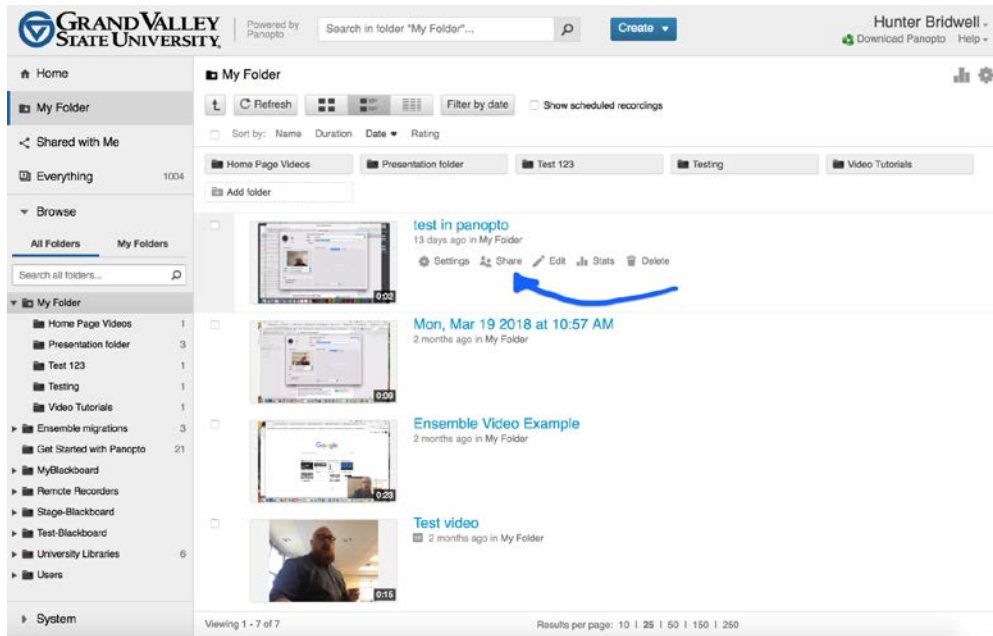 GRAND VALLEY
STATE UNIVERSITY
Powered by
Panopto
Search in folder "My Folder"...
Create
Hunter Bridwell
Download Panopto Help
Home
My Folder
Shared with Me
Everything 1004
Browse
All Folders My Folders
Search all folders...
My Folder
Home Page Videos 1
Presentation folder 3
Test 123 1
Testing 1
Video Tutorials 1
Ensemble migrations 3
Get Started with Panopto 21
MyBlackboard
Remote Recorders
Stage-Blackboard
Test-Blackboard
University Libraries 6
Users
System
My Folder
Refresh Filter by date Show scheduled recordings
Sort by: Name Duration Date Rating
Home Page Videos Presentation folder Test 123 Testing Video Tutorials
Add folder
test in panopto
13 days ago in My Folder
Settings Share Edit Stats Delete
0:02
Mon, Mar 19 2018 at 10:57 AM
2 months ago in My Folder
0:09
Ensemble Video Example
2 months ago in My Folder
Google
0:23
Test video
2 months ago in My Folder
0:15
Viewing 1 - 7 of 7
Results per page: 10 | 25 | 50 | 150 | 250